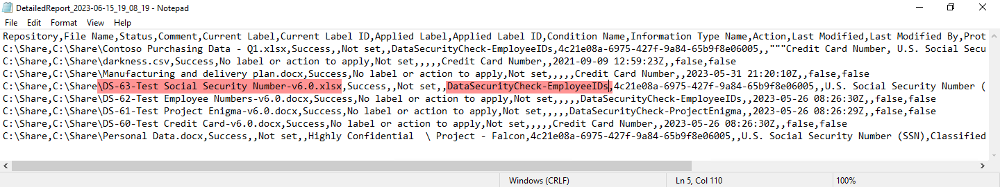 DetailedReport_2023-06-15_19_08_19 - Notepad
File Edit Format View Help
Repository,File Name,Status,Comment,Current Label,Current Label ID,Applied Label,Applied Label ID,Condition Name,Information Type Name,Action,Last Modified,Last Modified By,Prot
C:\Share,C:\Share\Contoso Purchasing Data - Q1.xlsx,Success,,Not set,,DataSecurityCheck-EmployeeIDs,4c21e08a-6975-427f-9a84-65b9f8e06005,,"""Credit Card Number, U.S. Social Secu
C:\Share,C:\Share\darkness.csv,Success,No label or action to apply,Not set,,,,,Credit Card Number,,2021-09-09 12:59:23Z,,false,false
C:\Share,C:\Share\Manufacturing and delivery plan.docx,Success,No label or action to apply,Not set,,,,,Credit Card Number,,2023-05-31 21:20:10Z,,false,false
C:\Share,C:\Share\DS-63-Test Social Security Number-v6.0.xlsx,Success,,Not set,,DataSecurityCheck-EmployeeIDs,4c21e08a-6975-427f-9a84-65b9f8e06005,,U.S. Social Security Number (
C:\Share,C:\Share\DS-62-Test Employee Numbers-v6.0.docx,Success,No label or action to apply,Not set,,,,,DataSecurityCheck-EmployeeIDs,,2023-05-26 08:26:30Z,,false,false
C:\Share,C:\Share\DS-61-Test Project Enigma-v6.0.docx,Success,No label or action to apply,Not set,,,,,DataSecurityCheck-ProjectEnigma,,2023-05-26 08:26:29Z,,false,false
C:\Share,C:\Share\DS-60-Test Credit Card-v6.0.docx,Success,No label or action to apply,Not set,,,,,Credit Card Number,,2023-05-26 08:26:30Z,,false,false
C:\Share,C:\Share\Personal Data.docx,Success,,Not set,,Highly Confidential  \ Project - Falcon,4c21e08a-6975-427f-9a84-65b9f8e06005,,U.S. Social Security Number (SSN),Classified
Windows (CRLF) Ln 5, Col 110 100%